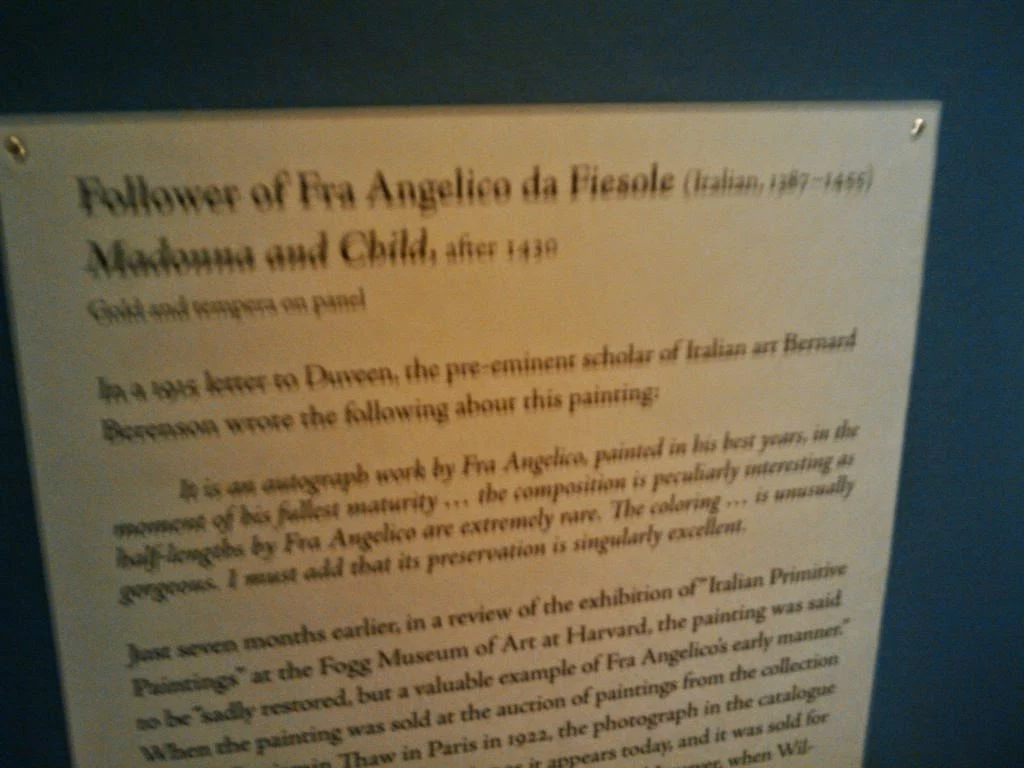 Follower of Fra Angelico da Fiesole (Italian, 1387–1455)
Madonna and Child, after 1430
Gold and tempera on panel
In a 1915 letter to Duveen, the pre-eminent scholar of Italian art Bernard
Berenson wrote the following about this painting:
It is an autograph work by Fra Angelico, painted in his best years, in the
moment of his fullest maturity … the composition is peculiarly interesting as
half-lengths by Fra Angelico are extremely rare. The coloring … is unusually
gorgeous. I must add that its preservation is singularly excellent.
Just seven months earlier, in a review of the exhibition of "Italian Primitive
Paintings" at the Fogg Museum of Art at Harvard, the painting was said
to be "sadly restored, but a valuable example of Fra Angelico's early manner."
When the painting was sold at the auction of paintings from the collection
Thaw in Paris in 1922, the photograph in the catalogue
it appears today, and it was sold for
when Wil-